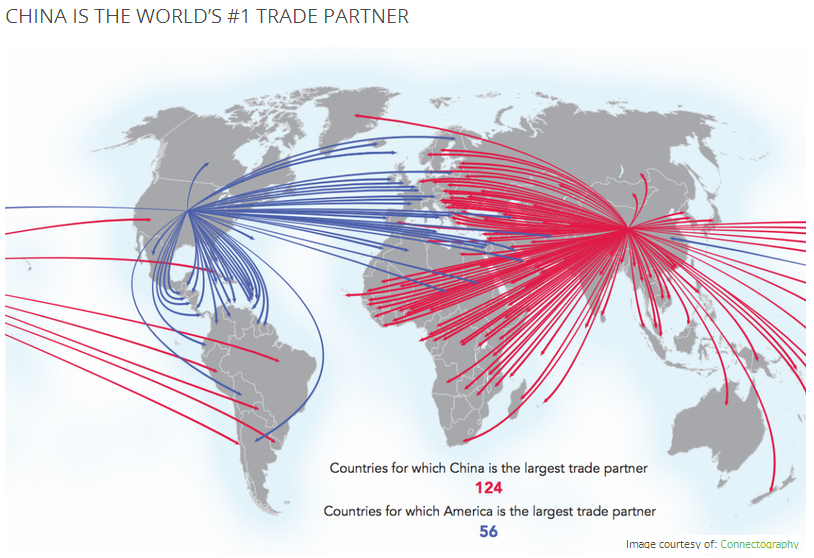 CHINA IS THE WORLD'S #1 TRADE PARTNER
Countries for which China is the largest trade partner
124
Countries for which America is the largest trade partner
56
Image courtesy of: Connectography